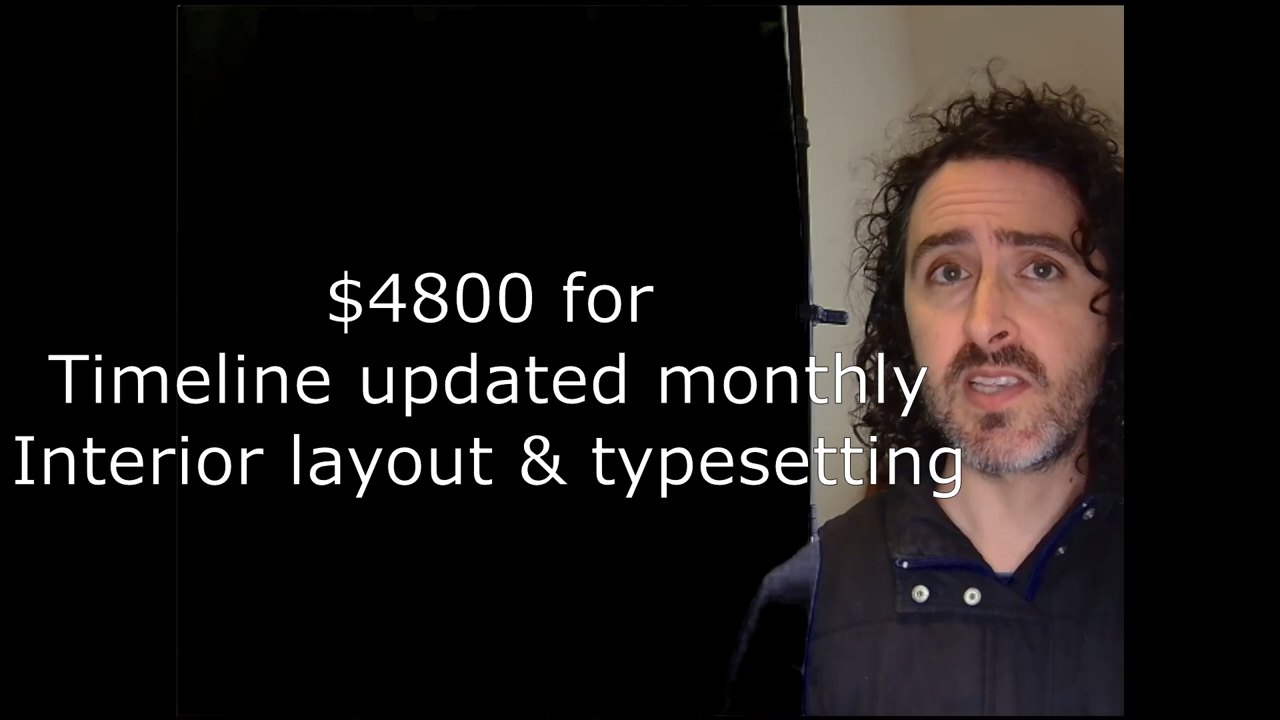 $4800 for
Timeline updated monthly
Interior layout & typesetting